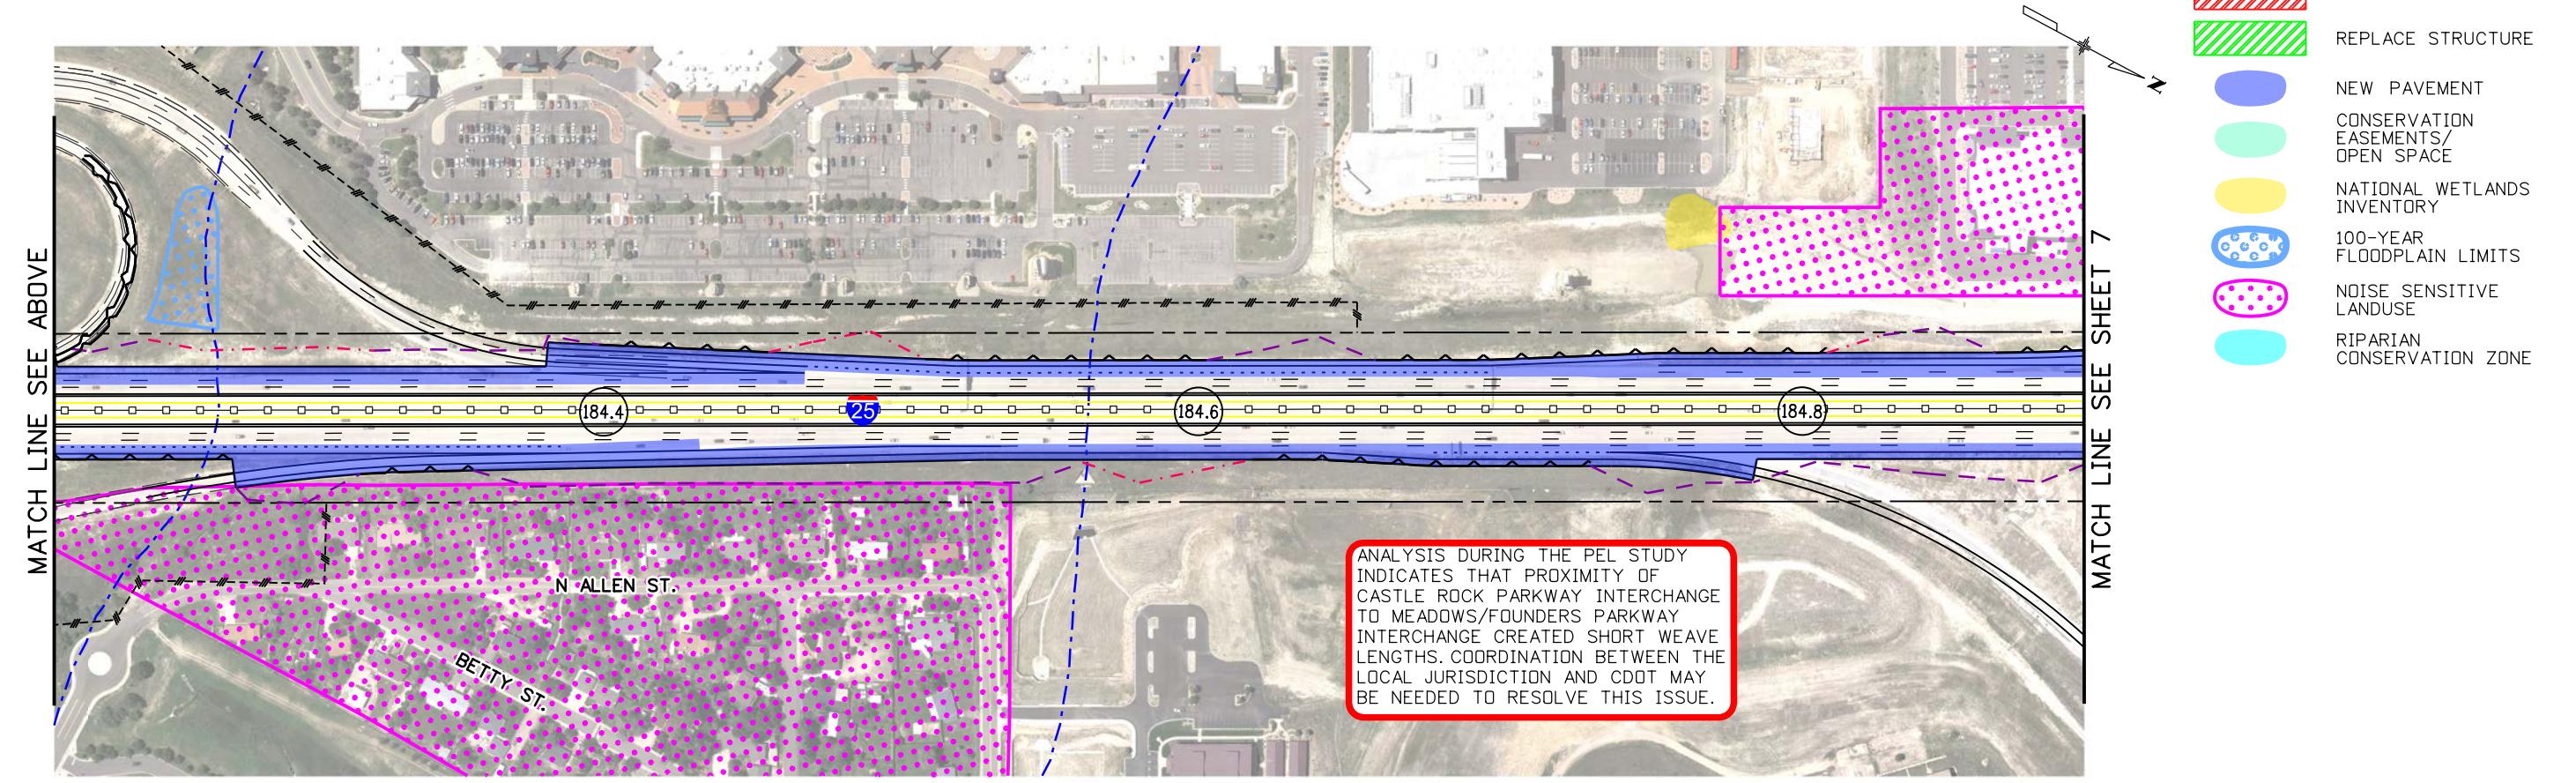 MATCH LINE SEE ABOVE
184.4
25
184.6
184.8
N ALLEN ST.
BETTY ST.
ANALYSIS DURING THE PEL STUDY
INDICATES THAT PROXIMITY OF
CASTLE ROCK PARKWAY INTERCHANGE
TO MEADOWS/FOUNDERS PARKWAY
INTERCHANGE CREATED SHORT WEAVE
LENGTHS. COORDINATION BETWEEN THE
LOCAL JURISDICTION AND CDOT MAY
BE NEEDED TO RESOLVE THIS ISSUE.
MATCH LINE SEE SHEET 7
N
REPLACE STRUCTURE
NEW PAVEMENT
CONSERVATION
EASEMENTS/
OPEN SPACE
NATIONAL WETLANDS
INVENTORY
100-YEAR
FLOODPLAIN LIMITS
NOISE SENSITIVE
LANDUSE
RIPARIAN
CONSERVATION ZONE